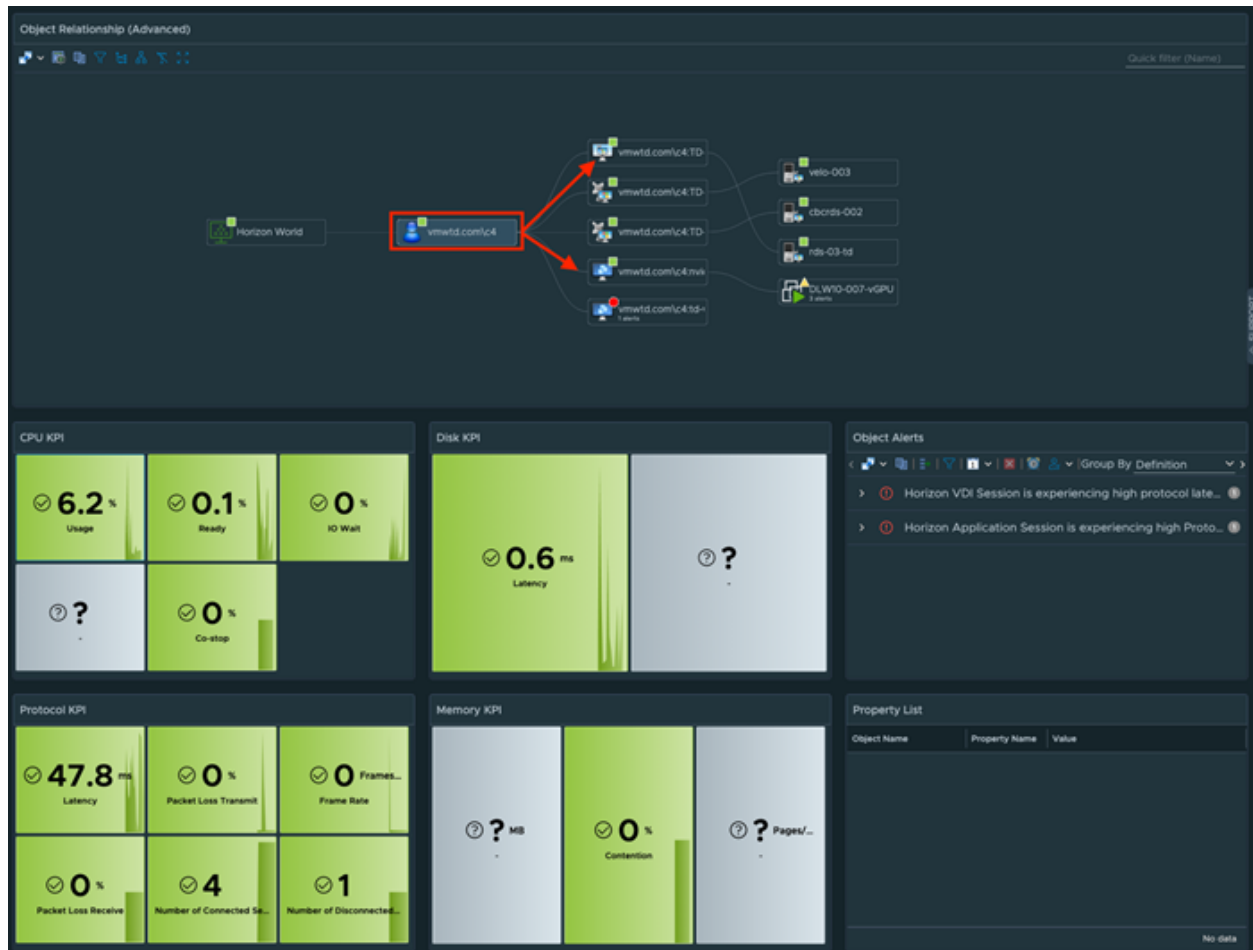 Object Relationship (Advanced)
Quick filter (Name)
Horizon World
vmwtd.com\c4
vmwtd.com\c4:TD-
vmwtd.com\c4:TD-
vmwtd.com\c4:TD-
vmwtd.com\c4:nvi
vmwtd.com\c4:td-
1 alerts
velo-003
cbcrds-002
rds-03-td
DLW10-007-vGPU
3 alerts
CPU KPI
6.2 %
Usage
0.1 %
Ready
0 %
IO Wait
?
-
0 %
Co-stop
Disk KPI
0.6 ms
Latency
?
-
Object Alerts
Group By Definition
Horizon VDI Session is experiencing high protocol late...
Horizon Application Session is experiencing high Proto...
Protocol KPI
47.8 ms
Latency
0 %
Packet Loss Transmit
0 Frames...
Frame Rate
0 %
Packet Loss Receive
4
Number of Connected Se...
1
Number of Disconnected...
Memory KPI
? MB
-
0 %
Contention
? Pages/...
-
Property List
Object Name Property Name Value
No data